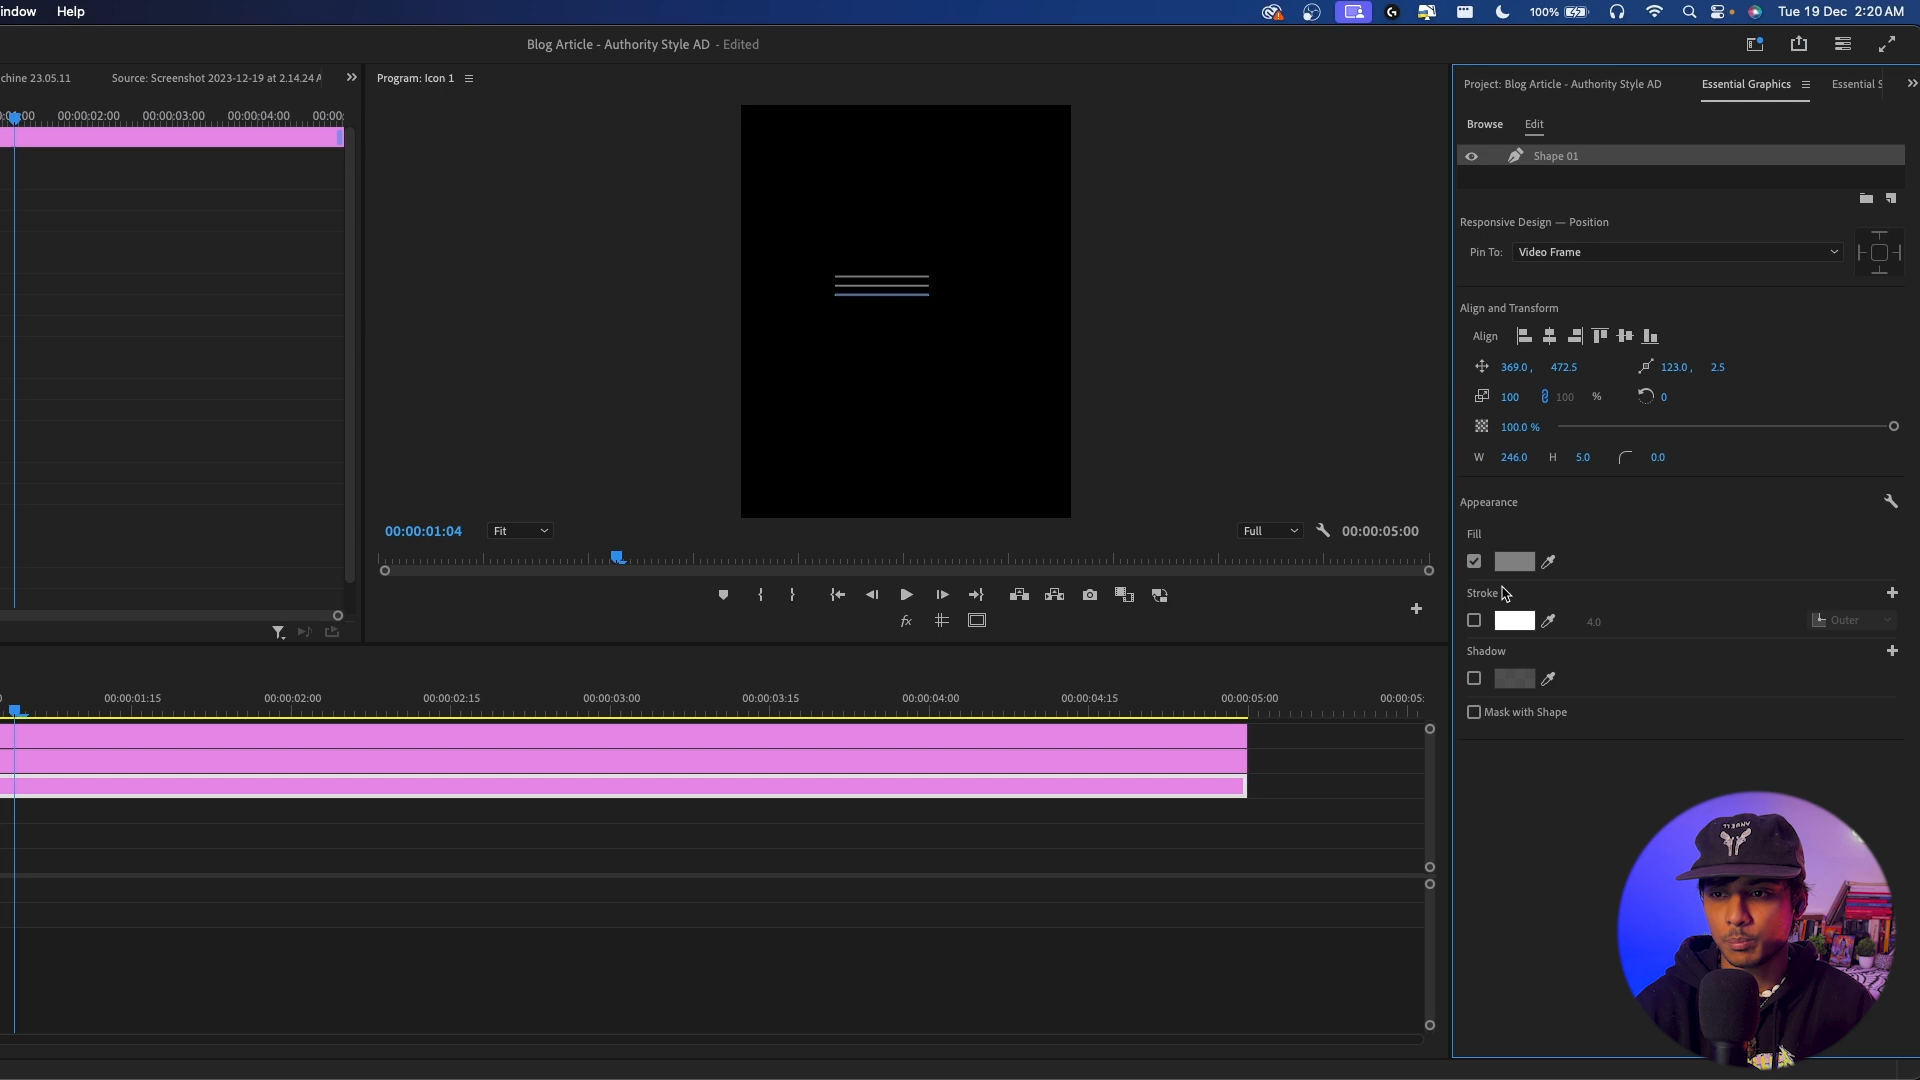 indow Help
100% Tue 19 Dec 2:20 AM
Blog Article - Authority Style AD - Edited
chine 23.05.11 Source: Screenshot 2023-12-19 at 2.14.24 A
Program: Icon 1
Project: Blog Article - Authority Style AD Essential Graphics Essential S
00:00:02:00 00:00:03:00 00:00:04:00 00:00:
Browse Edit
Shape 01
Responsive Design — Position
Pin To: Video Frame
Align and Transform
Align
369.0 , 472.5 123.0 , 2.5
100 100 % 0
100.0 %
W 246.0 H 5.0 0.0
Appearance
Fill
Stroke
4.0 Outer
Shadow
Mask with Shape
00:00:01:04 Fit Full 00:00:05:00
fx
00:00:01:15 00:00:02:00 00:00:02:15 00:00:03:00 00:00:03:15 00:00:04:00 00:00:04:15 00:00:05:00 00:00:05: